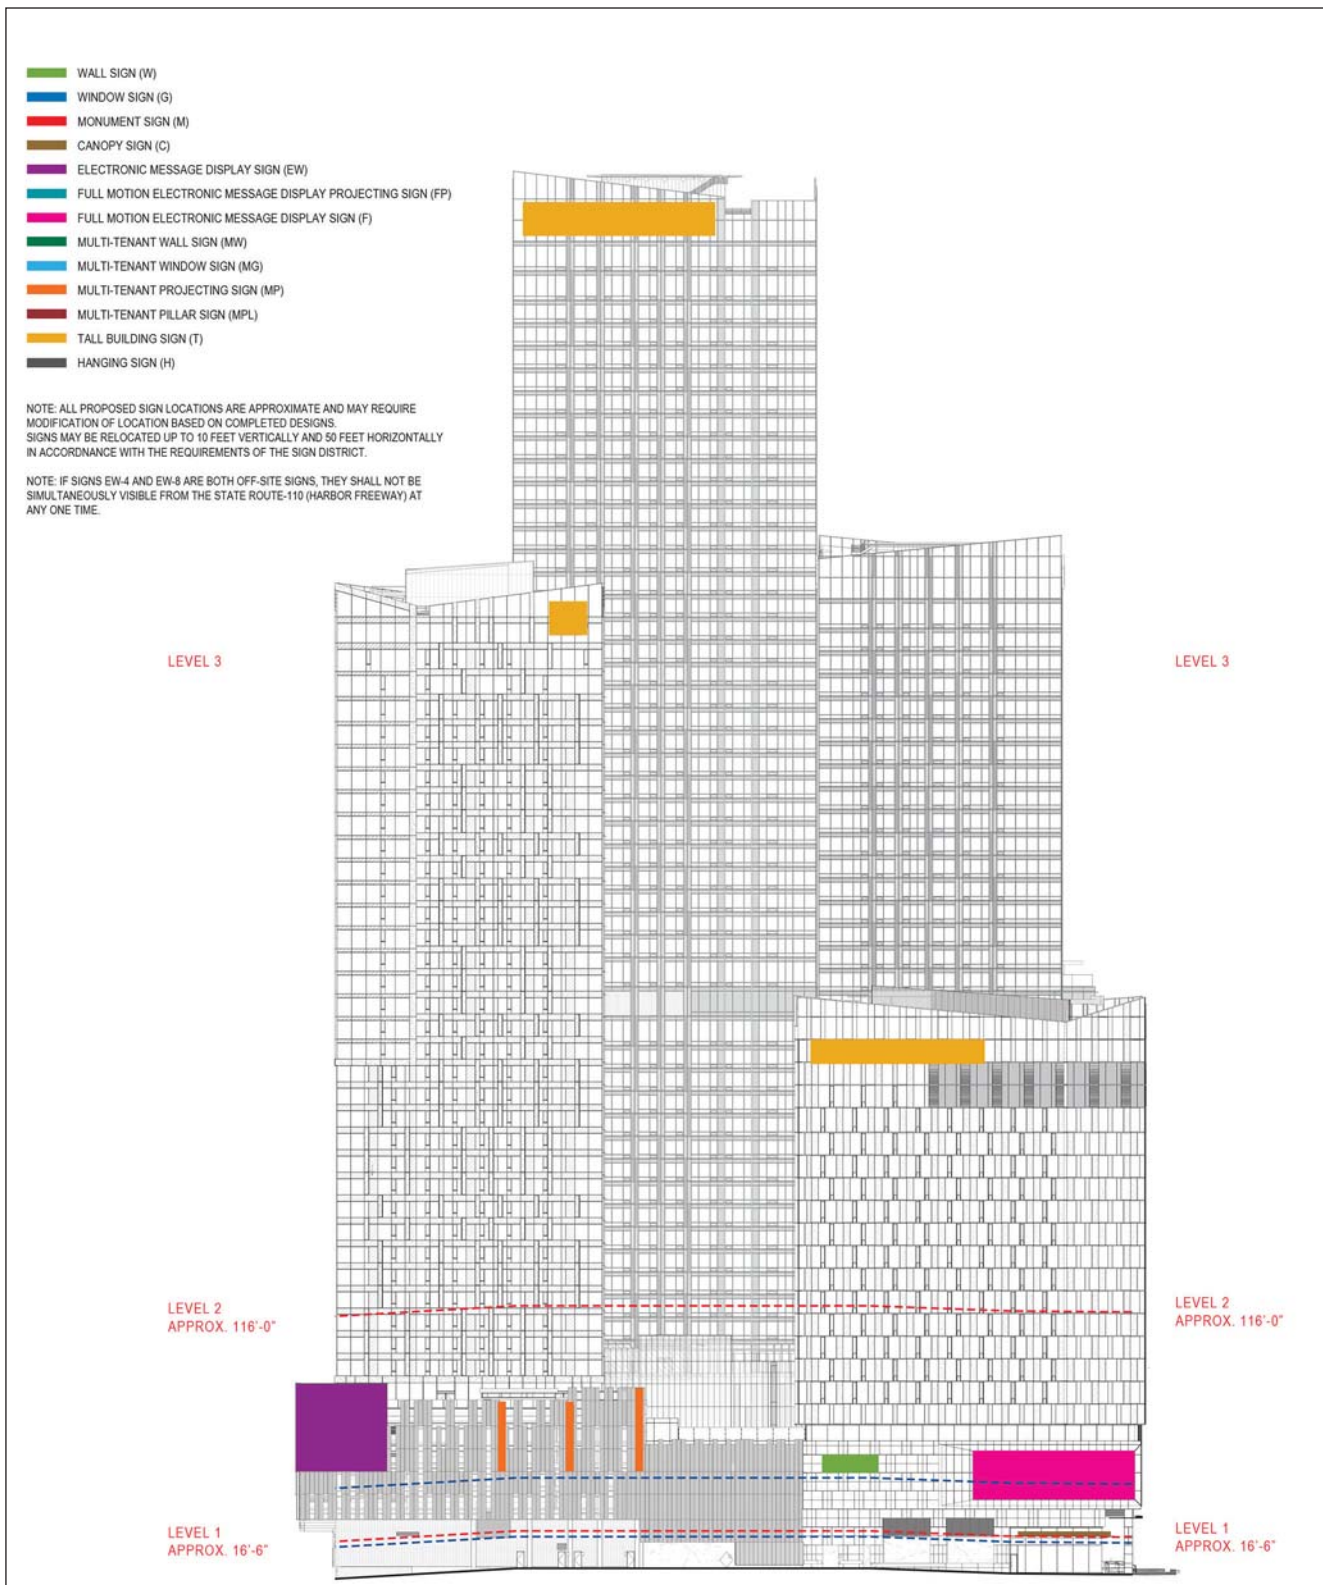 WALL SIGN (W)
WINDOW SIGN (G)
MONUMENT SIGN (M)
CANOPY SIGN (C)
ELECTRONIC MESSAGE DISPLAY SIGN (EW)
FULL MOTION ELECTRONIC MESSAGE DISPLAY PROJECTING SIGN (FP)
FULL MOTION ELECTRONIC MESSAGE DISPLAY SIGN (F)
MULTI-TENANT WALL SIGN (MW)
MULTI-TENANT WINDOW SIGN (MG)
MULTI-TENANT PROJECTING SIGN (MP)
MULTI-TENANT PILLAR SIGN (MPL)
TALL BUILDING SIGN (T)
HANGING SIGN (H)
NOTE: ALL PROPOSED SIGN LOCATIONS ARE APPROXIMATE AND MAY REQUIRE
MODIFICATION OF LOCATION BASED ON COMPLETED DESIGNS.
SIGNS MAY BE RELOCATED UP TO 10 FEET VERTICALLY AND 50 FEET HORIZONTALLY
IN ACCORDNANCE WITH THE REQUIREMENTS OF THE SIGN DISTRICT.
NOTE: IF SIGNS EW-4 AND EW-8 ARE BOTH OFF-SITE SIGNS, THEY SHALL NOT BE
SIMULTANEOUSLY VISIBLE FROM THE STATE ROUTE-110 (HARBOR FREEWAY) AT
ANY ONE TIME.
LEVEL 3
LEVEL 3
LEVEL 2
APPROX. 116'-0"
LEVEL 2
APPROX. 116'-0"
LEVEL 1
APPROX. 16'-6"
LEVEL 1
APPROX. 16'-6"